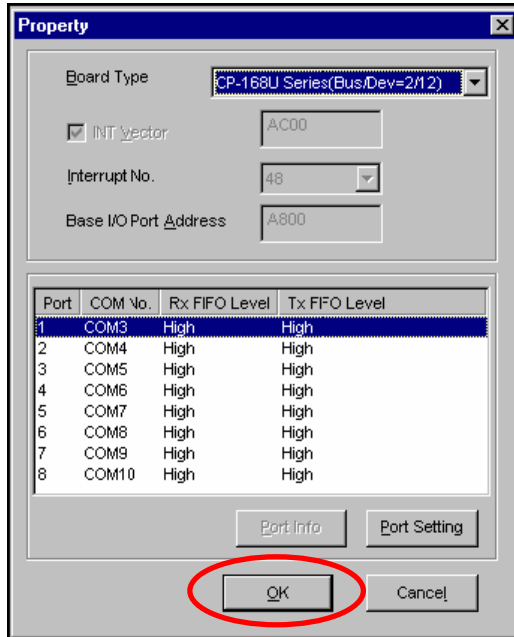 Property
Board Type CP-168U Series(Bus/Dev=2/12)
INT Vector AC00
Interrupt No. 48
Base I/O Port Address A800
Port COM No. Rx FIFO Level Tx FIFO Level
1 COM3 High High
2 COM4 High High
3 COM5 High High
4 COM6 High High
5 COM7 High High
6 COM8 High High
7 COM9 High High
8 COM10 High High
Port Info Port Setting
OK Cancel